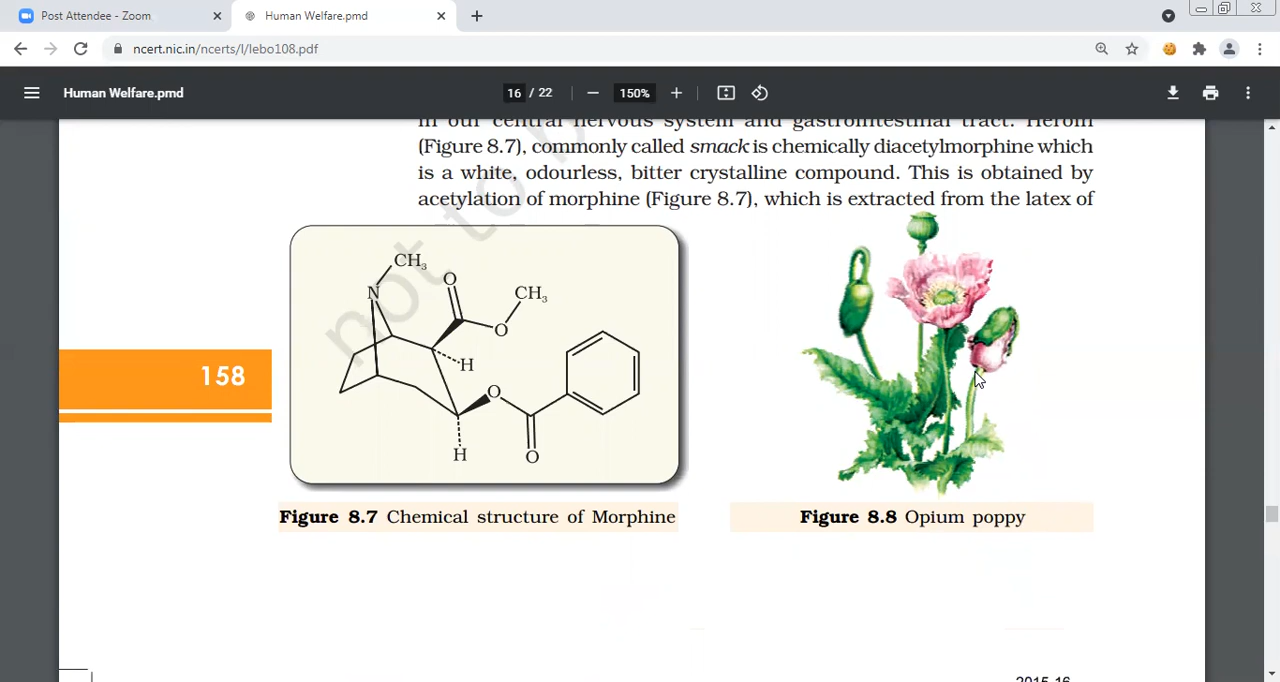 Post Attendee - Zoom
Human Welfare.pmd
ncert.nic.in/ncerts/l/lebo108.pdf
Human Welfare.pmd
16 / 22
150%
in our central nervous system and gastrointestinal tract. Heroin
(Figure 8.7), commonly called smack is chemically diacetylmorphine which
is a white, odourless, bitter crystalline compound. This is obtained by
acetylation of morphine (Figure 8.7), which is extracted from the latex of
not to b
CH₃
N
O
CH₃
O
H
O
H
O
158
Figure 8.7 Chemical structure of Morphine
Figure 8.8 Opium poppy
2015-16